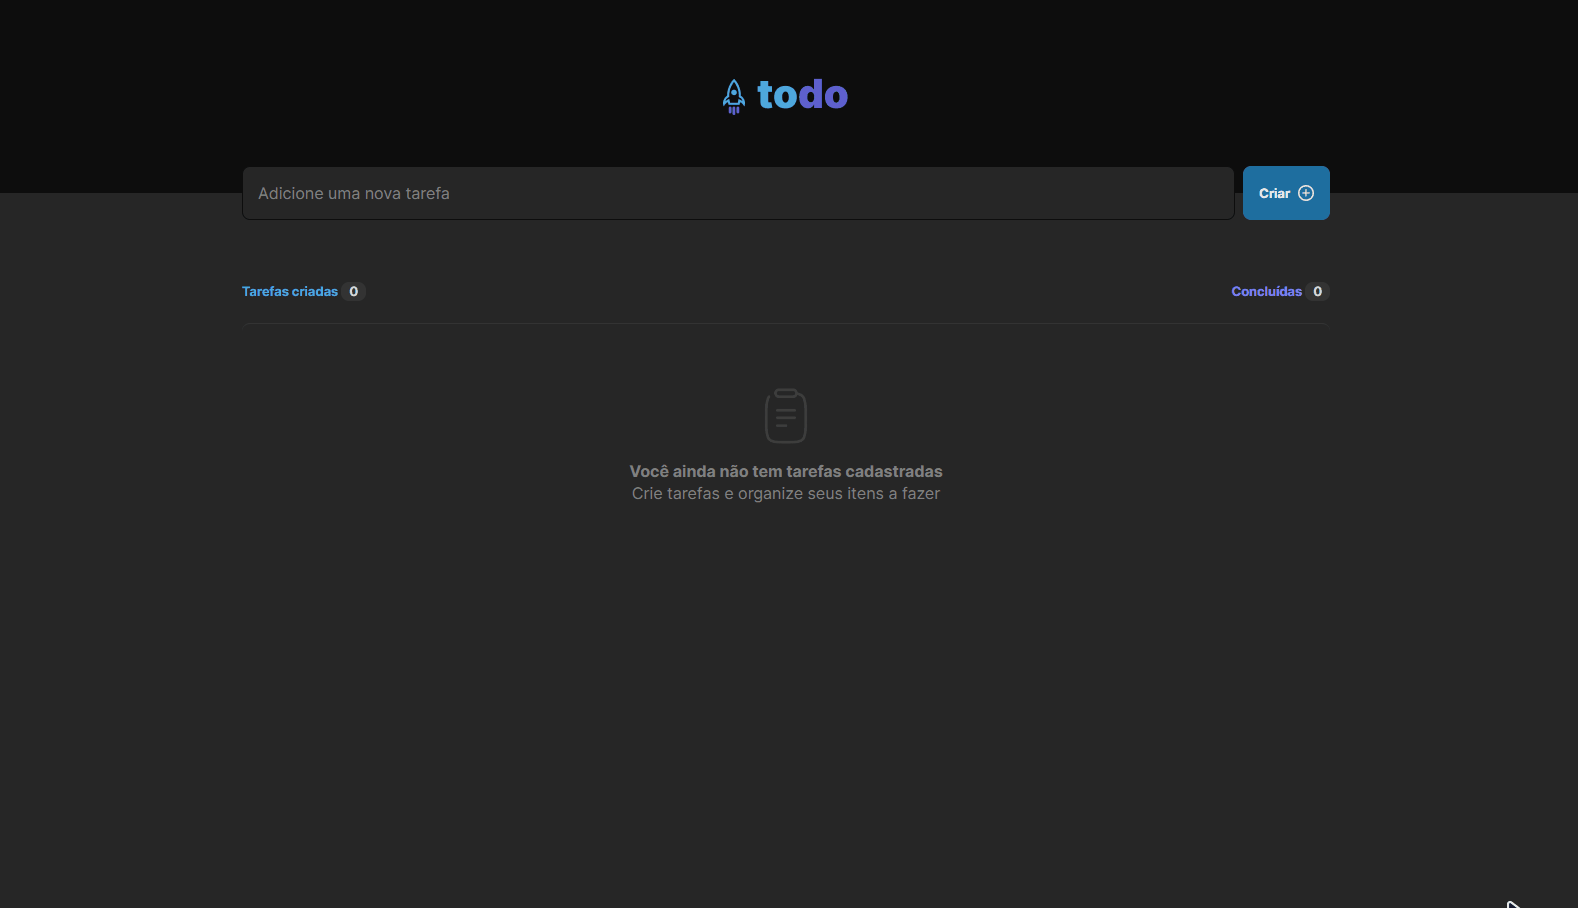 todo
Adicione uma nova tarefa
Criar
Tarefas criadas 0
Concluídas 0
Você ainda não tem tarefas cadastradas
Crie tarefas e organize seus itens a fazer